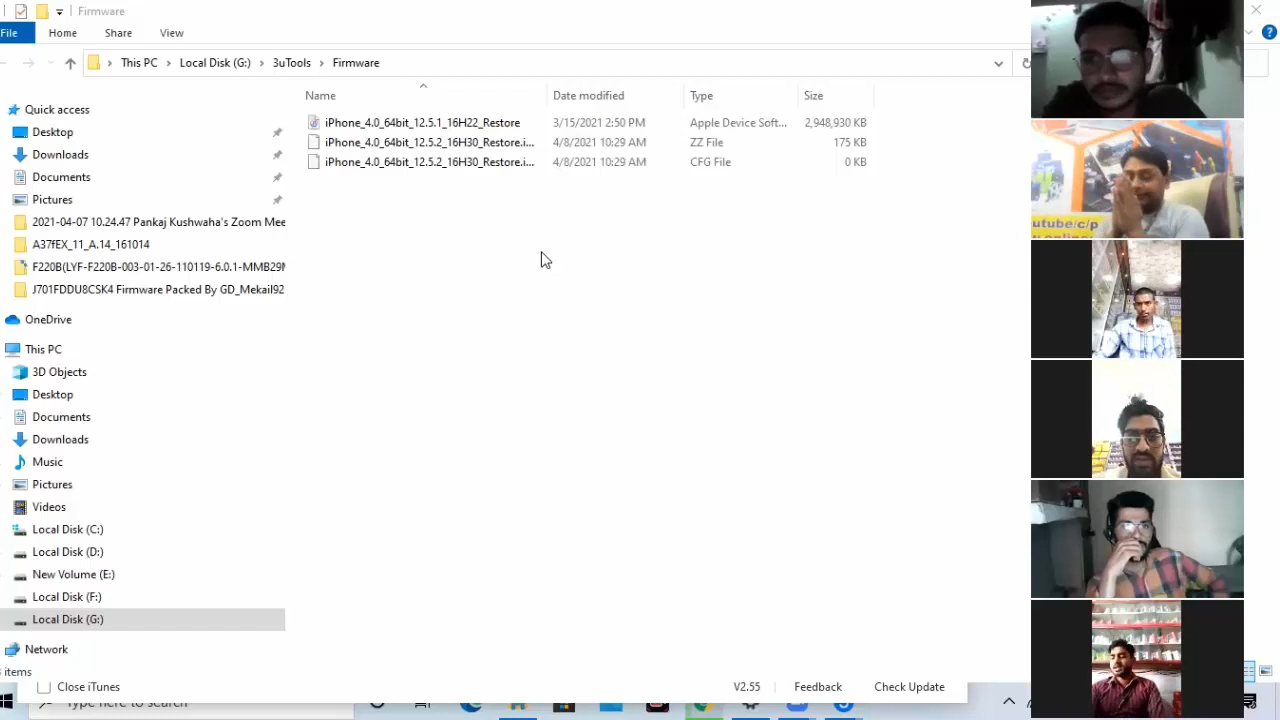 Firmware
File Home Share View
This PC Local Disk (G:) 3uTools Firmware
Name Date modified Type Size
iPhone_4.0_64bit_12.5.1_16H22_Restore 3/15/2021 2:50 PM Apple Device Soft... 2,948,930 KB
iPhone_4.0_64bit_12.5.2_16H30_Restore.i... 4/8/2021 10:29 AM ZZ File 175 KB
iPhone_4.0_64bit_12.5.2_16H30_Restore.i... 4/8/2021 10:29 AM CFG File 0 KB
Quick access
Desktop
Downloads
Documents
Pictures
2021-04-07 10.24.47 Pankaj Kushwaha's Zoom Mee
A37fEX_11_A.14_161014
F220B(LYF-F220B-003-01-26-110119-6.0.1-MMB29M
J701FDDU8CSK4 Firmware Packed By GD_Mekail92
OneDrive
This PC
3D Objects
Desktop
Documents
Downloads
Music
Pictures
Videos
Local Disk (C:)
Local Disk (D:)
New Volume (E:)
Local Disk (F:)
Local Disk (G:)
Network
items
Close iTunes V2.55 Feedback Check Update
Type here to search
utube/c/p